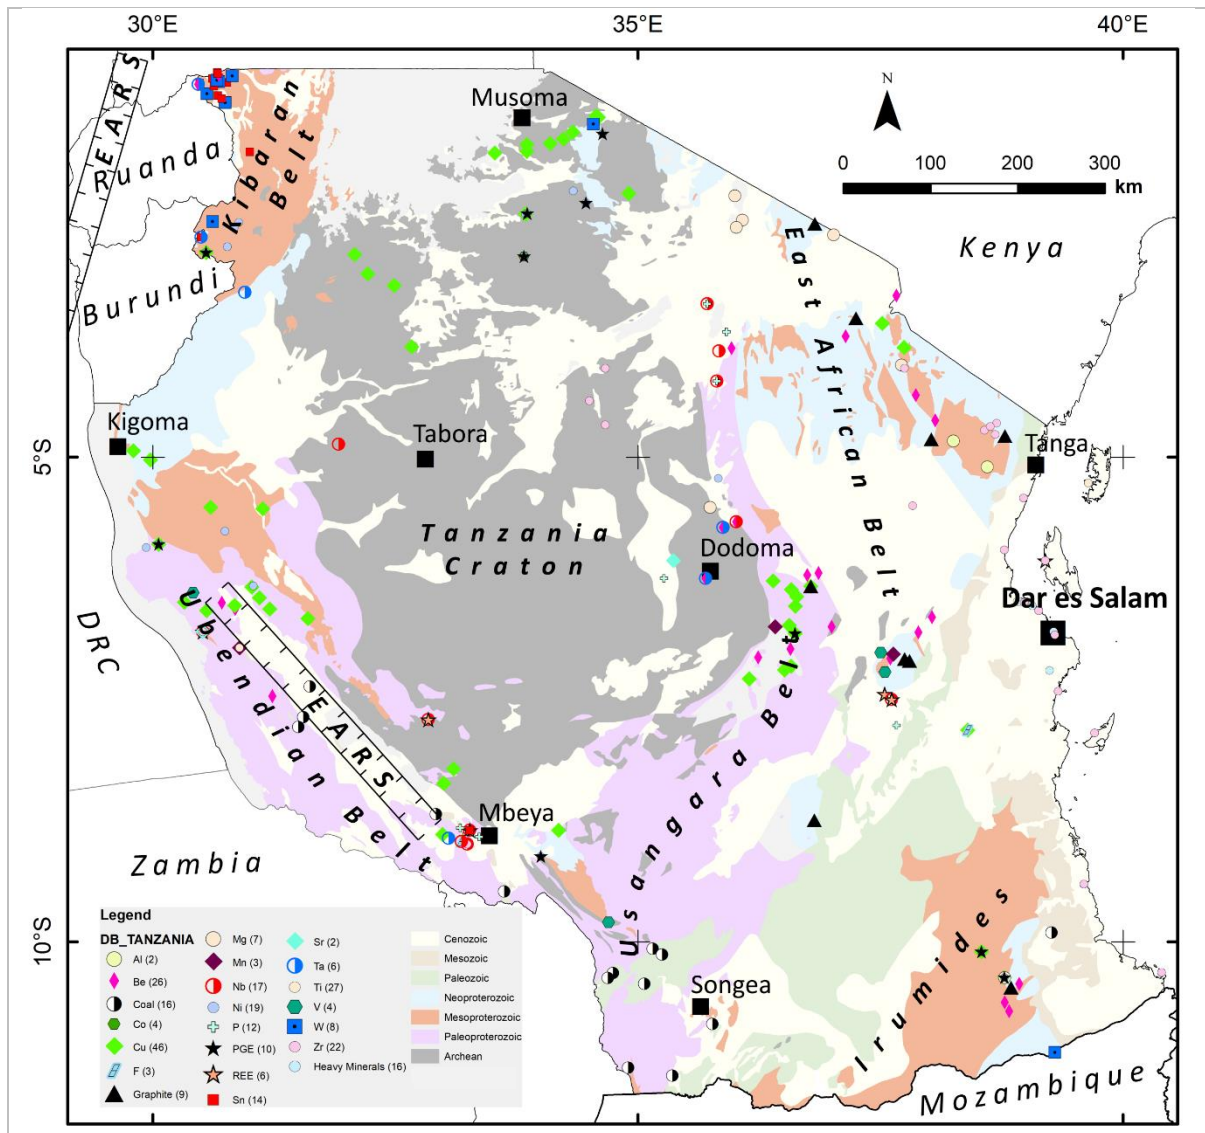 30°E
35°E
40°E
N
0 100 200 300
km
EARS
Ruanda
Kibaran
Belt
Musoma
Kenya
Burundi
East African Belt
Kigoma
Tabora
Tanga
5°S
Tanzania
Craton
Dodoma
Dar es Salam
DRC
Ubendian Belt
EARS
Usangara Belt
Mbeya
Zambia
10°S
Songea
Irumides
Mozambique
Legend
DB_TANZANIA
Al (2)
Be (26)
Coal (16)
Co (4)
Cu (46)
F (3)
Graphite (9)
Mg (7)
Mn (3)
Nb (17)
Ni (19)
P (12)
PGE (10)
REE (6)
Sn (14)
Sr (2)
Ta (6)
Ti (27)
V (4)
W (8)
Zr (22)
Heavy Minerals (16)
Cenozoic
Mesozoic
Paleozoic
Neoproterozoic
Mesoproterozoic
Paleoproterozoic
Archean